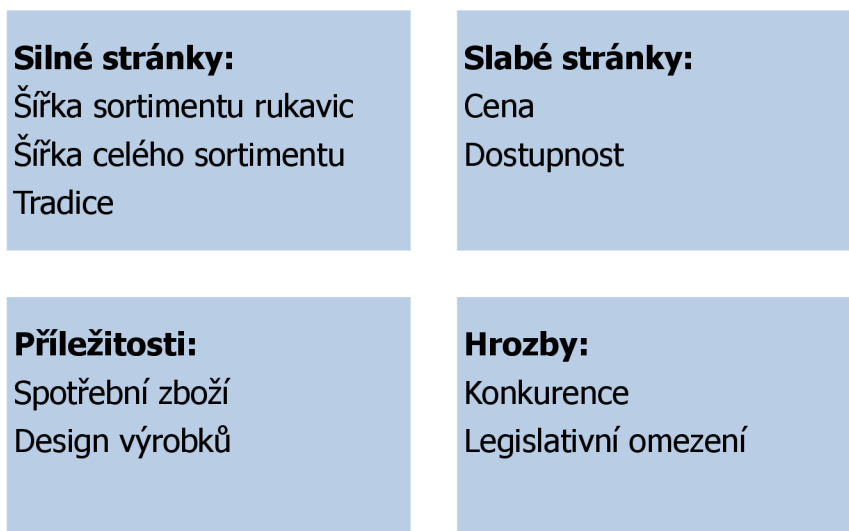 Silné stránky:
Šířka sortimentu rukavic
Šířka celého sortimentu
Tradice
Slabé stránky:
Cena
Dostupnost
Příležitosti:
Spotřební zboží
Design výrobků
Hrozby:
Konkurence
Legislativní omezení